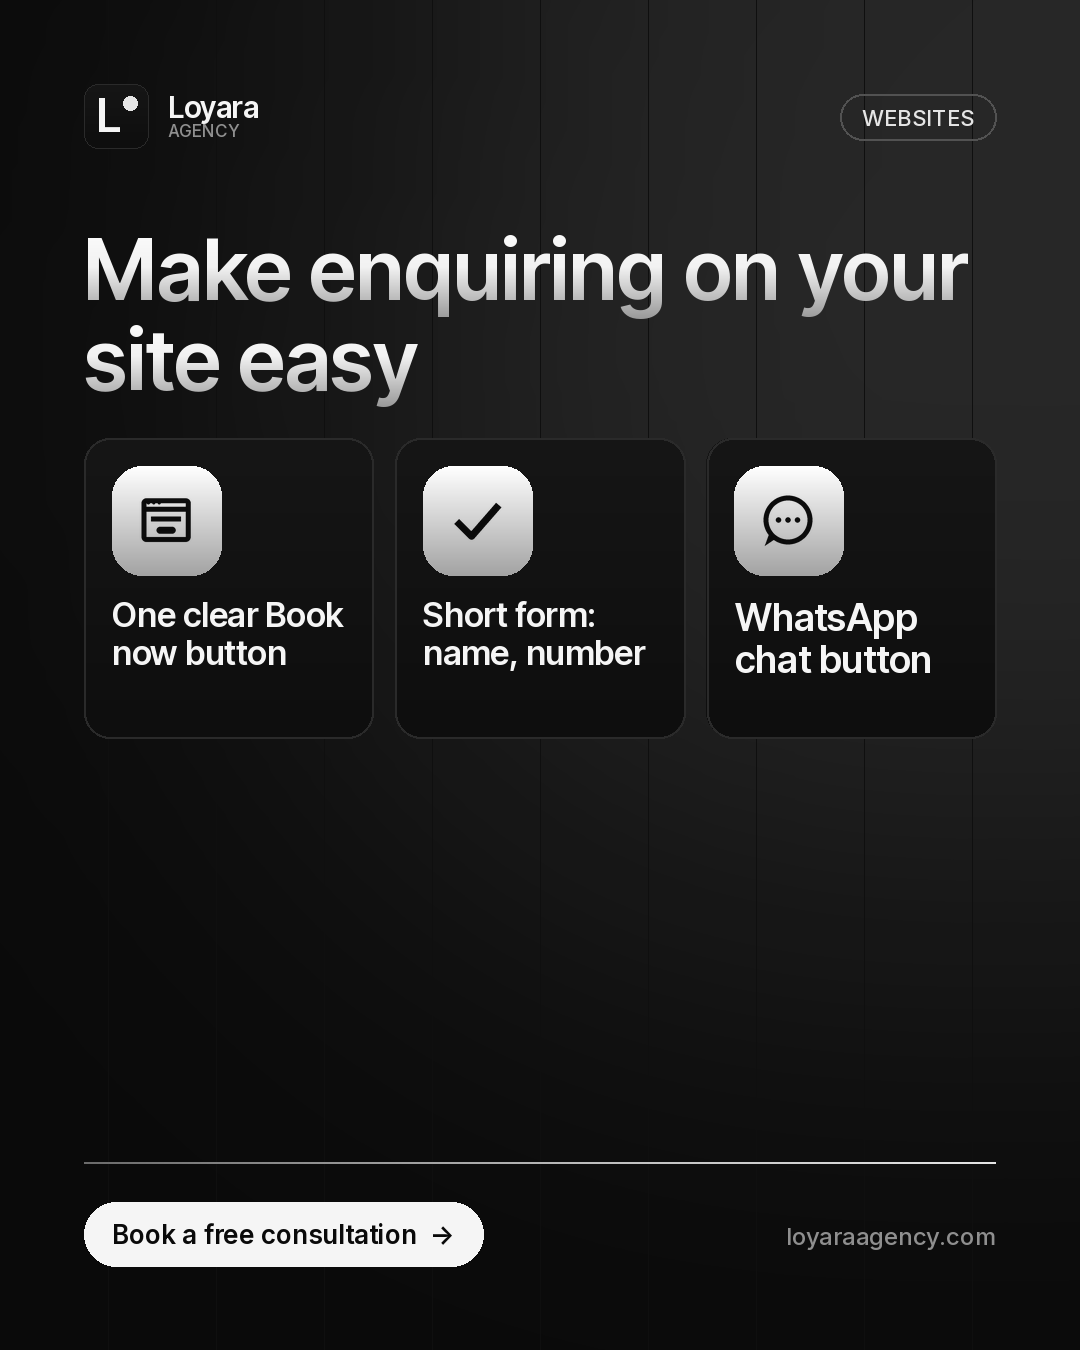 Loyara
AGENCY
WEBSITES
Make enquiring on your
site easy
One clear Book
now button
Short form:
name, number
WhatsApp
chat button
Book a free consultation →
loyaraagency.com